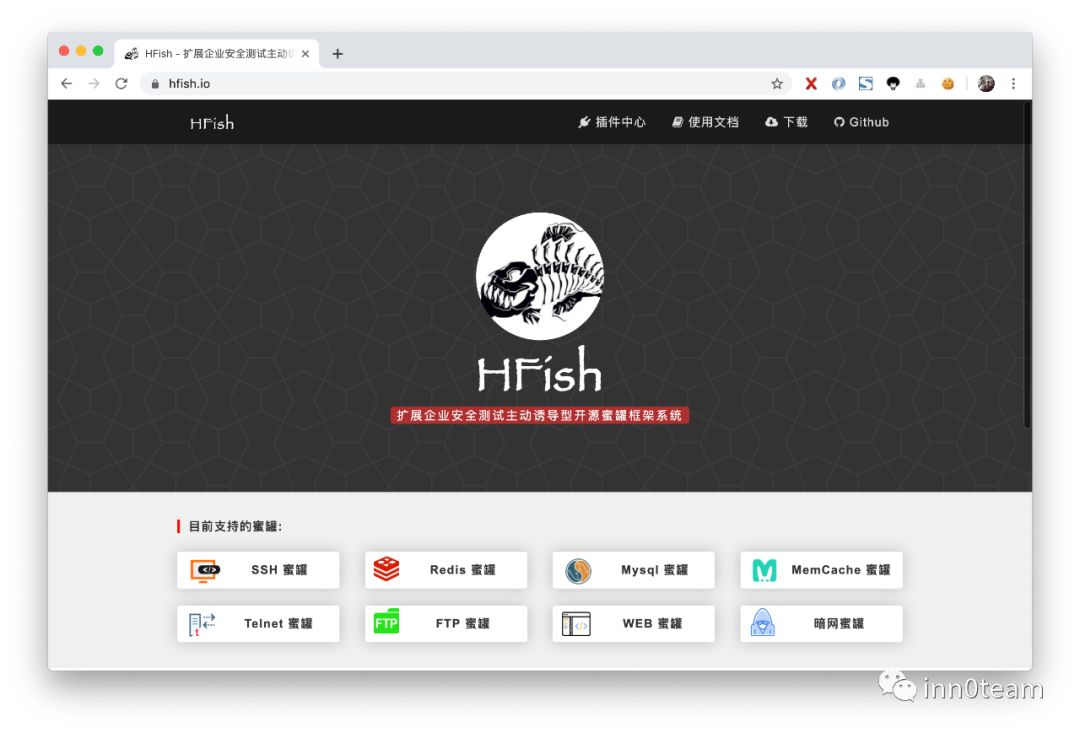 HFish - 扩展企业安全测试主动
hfish.io
HFish
插件中心
使用文档
下载
Github
HFish
扩展企业安全测试主动诱导型开源蜜罐框架系统
目前支持的蜜罐:
SSH 蜜罐
Redis 蜜罐
Mysql 蜜罐
MemCache 蜜罐
t
Telnet 蜜罐
FTP
FTP 蜜罐
WEB 蜜罐
暗网蜜罐
inn0team